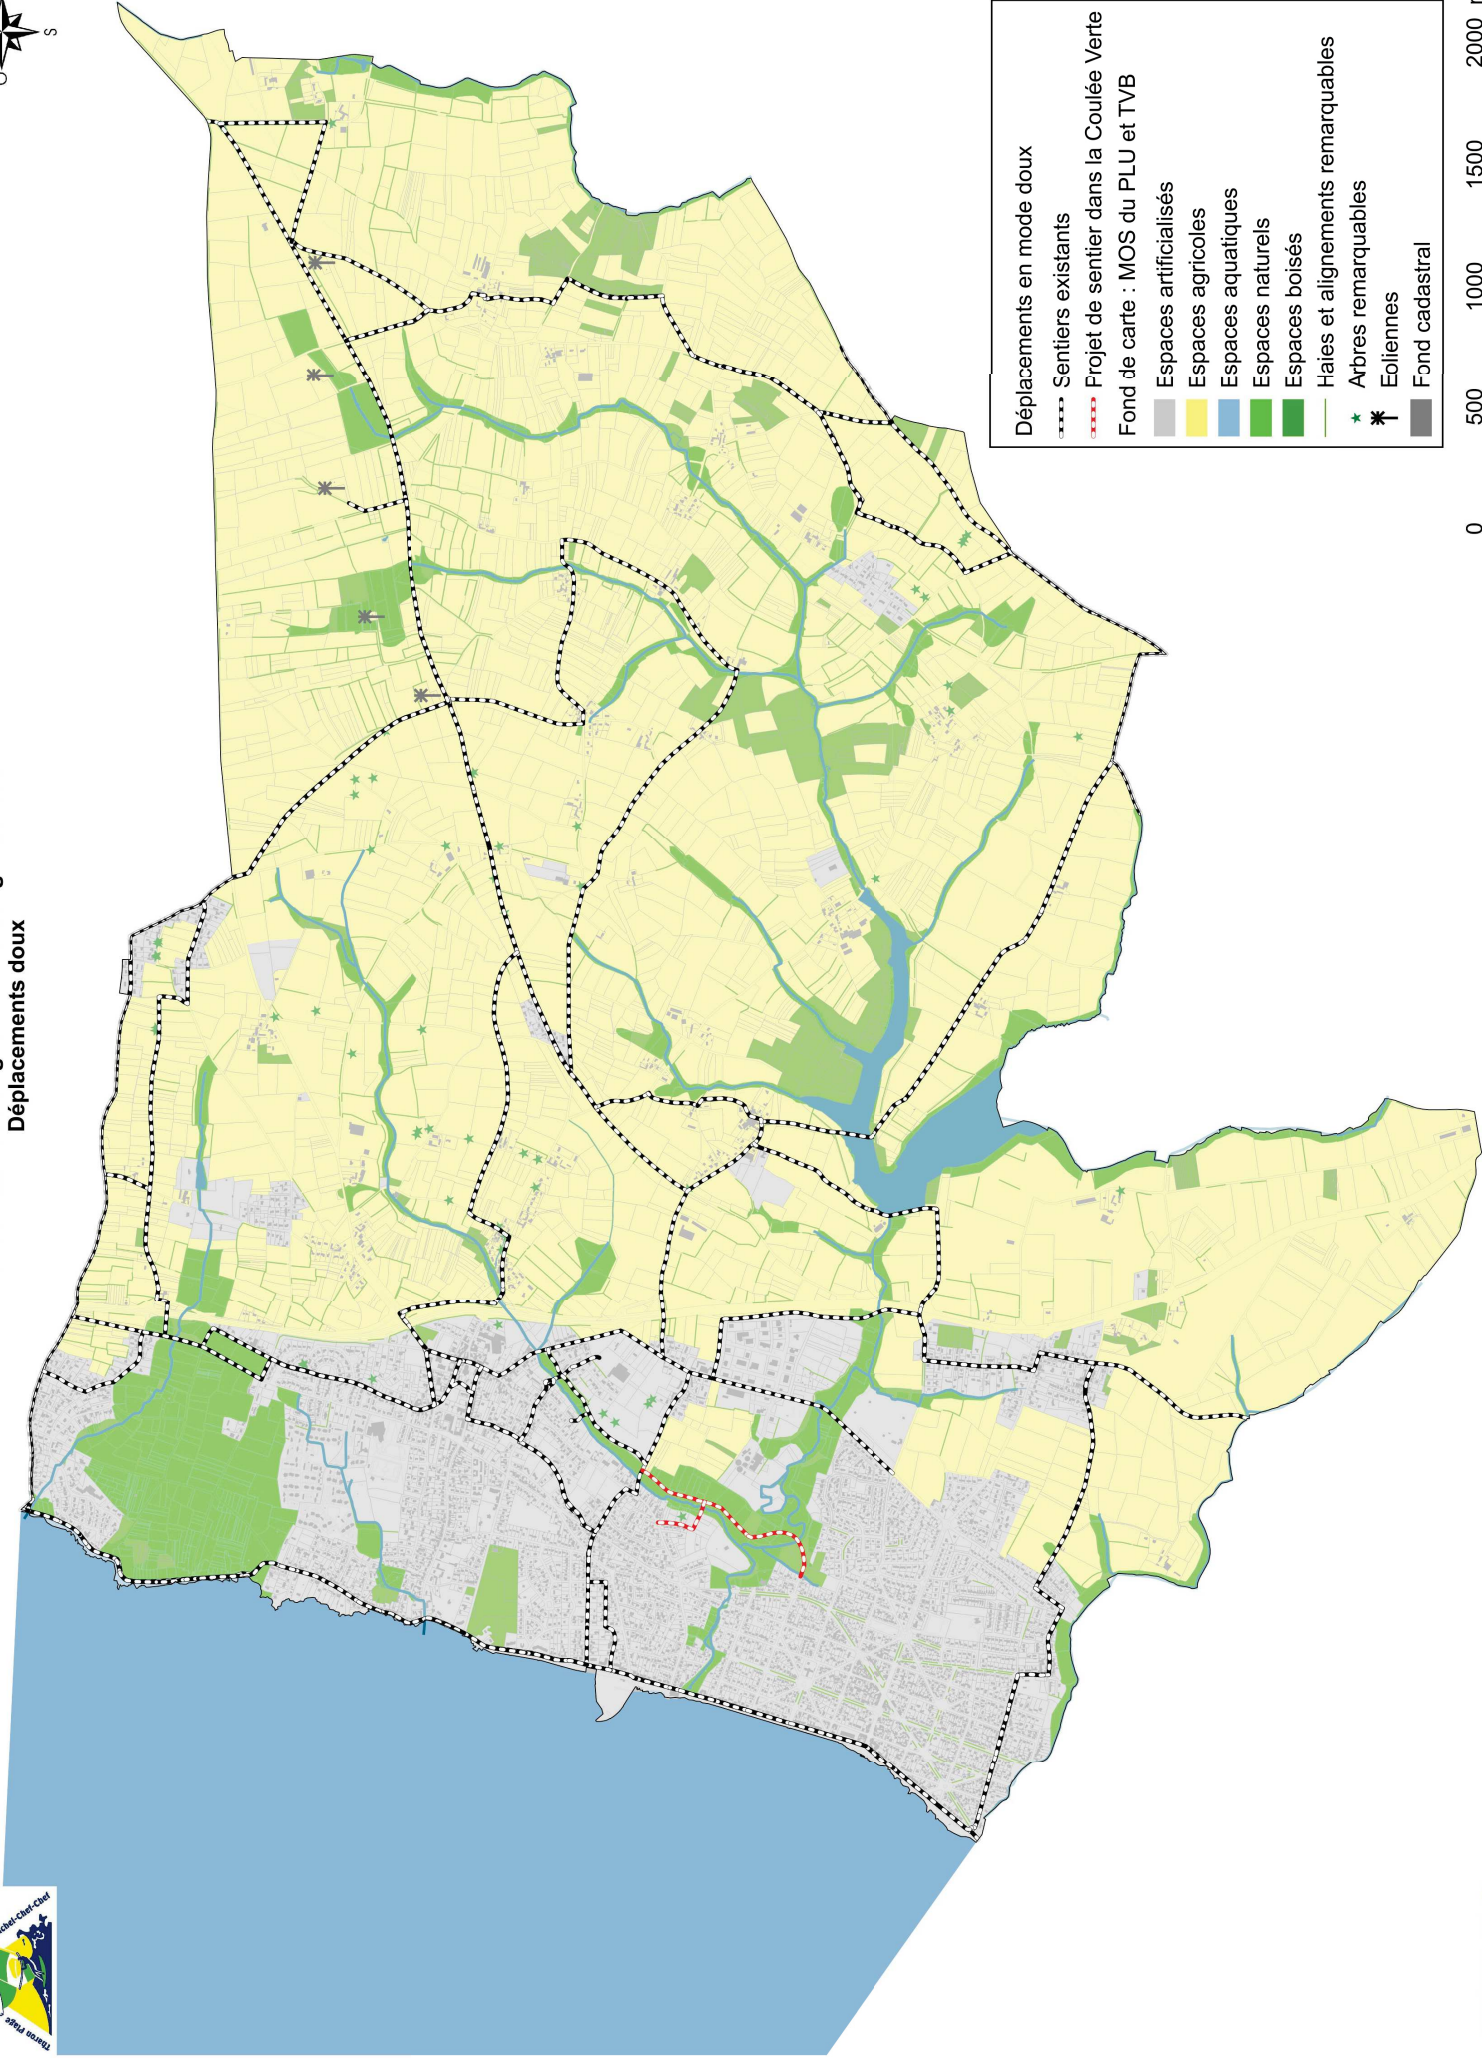 Déplacements doux
S
Tharon Plage
Déplacements en mode doux
Sentiers existants
Projet de sentier dans la Coulée Verte
Fond de carte : MOS du PLU et TVB
Espaces artificialisés
Espaces agricoles
Espaces aquatiques
Espaces naturels
Espaces boisés
Haies et alignements remarquables
Arbres remarquables
Eoliennes
Fond cadastral
0 500 1000 1500 2000